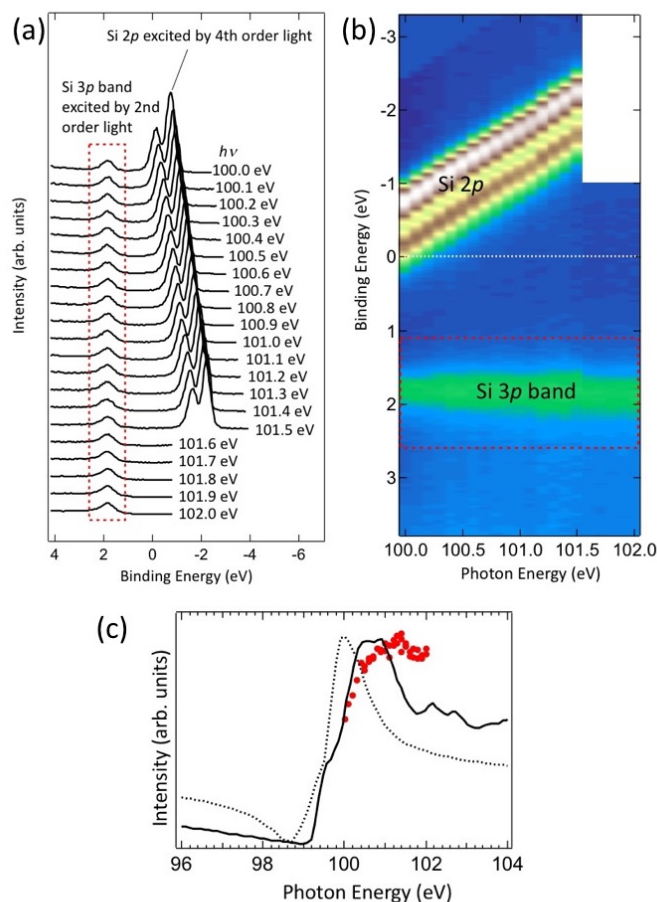 (a)
Si 2p excited by 4th order light
Si 3p band
excited by 2nd
order light
hν
100.0 eV
100.1 eV
100.2 eV
100.3 eV
100.4 eV
100.5 eV
100.6 eV
100.7 eV
100.8 eV
100.9 eV
101.0 eV
101.1 eV
101.2 eV
101.3 eV
101.4 eV
101.5 eV
101.6 eV
101.7 eV
101.8 eV
101.9 eV
102.0 eV
Intensity (arb. units)
4 2 0 -2 -4 -6
Binding Energy (eV)
(b)
-3
-2
-1
0
1
2
3
Binding Energy (eV)
Si 2p
Si 3p band
100.0 100.5 101.0 101.5 102.0
Photon Energy (eV)
(c)
Intensity (arb. units)
96 98 100 102 104
Photon Energy (eV)